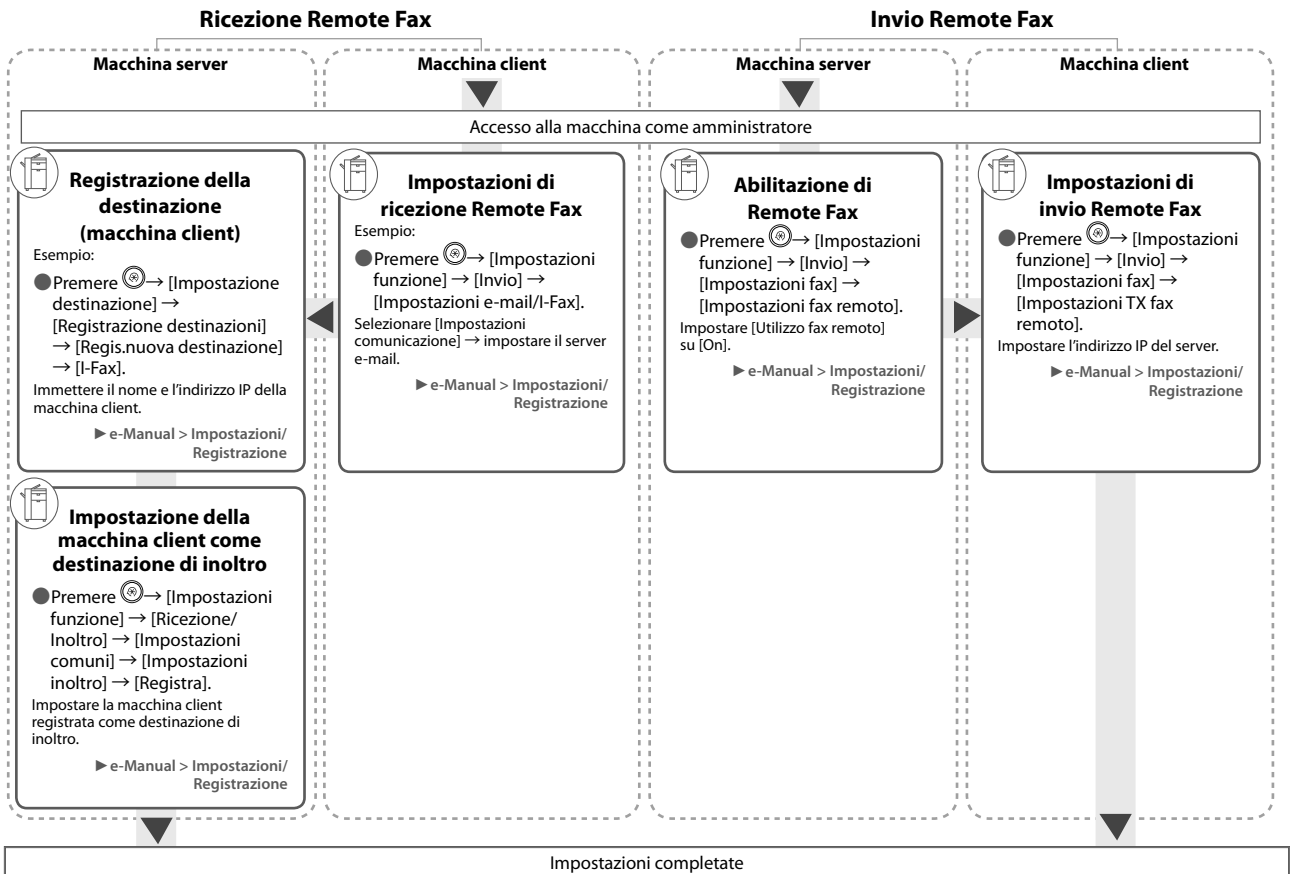 Ricezione Remote Fax
Invio Remote Fax
Macchina server
Macchina client
Macchina server
Macchina client
Accesso alla macchina come amministratore
Registrazione della
destinazione
(macchina client)
Esempio:
●Premere → [Impostazione
destinazione] →
[Registrazione destinazioni]
→ [Regis.nuova destinazione]
→ [I-Fax].
Immettere il nome e l'indirizzo IP della
macchina client.
►e-Manual > Impostazioni/
Registrazione
Impostazione della
macchina client come
destinazione di inoltro
●Premere → [Impostazioni
funzione] → [Ricezione/
Inoltro] → [Impostazioni
comuni] → [Impostazioni
inoltro] → [Registra].
Impostare la macchina client
registrata come destinazione di
inoltro.
►e-Manual > Impostazioni/
Registrazione
Impostazioni di
ricezione Remote Fax
Esempio:
●Premere → [Impostazioni
funzione] → [Invio] →
[Impostazioni e-mail/I-Fax].
Selezionare [Impostazioni
comunicazione] → impostare il server
e-mail.
►e-Manual > Impostazioni/
Registrazione
Abilitazione di
Remote Fax
●Premere → [Impostazioni
funzione] → [Invio] →
[Impostazioni fax] →
[Impostazioni fax remoto].
Impostare [Utilizzo fax remoto]
su [On].
►e-Manual > Impostazioni/
Registrazione
Impostazioni di
invio Remote Fax
●Premere → [Impostazioni
funzione] → [Invio] →
[Impostazioni fax] →
[Impostazioni TX fax
remoto].
Impostare l'indirizzo IP del server.
►e-Manual > Impostazioni/
Registrazione
Impostazioni completate